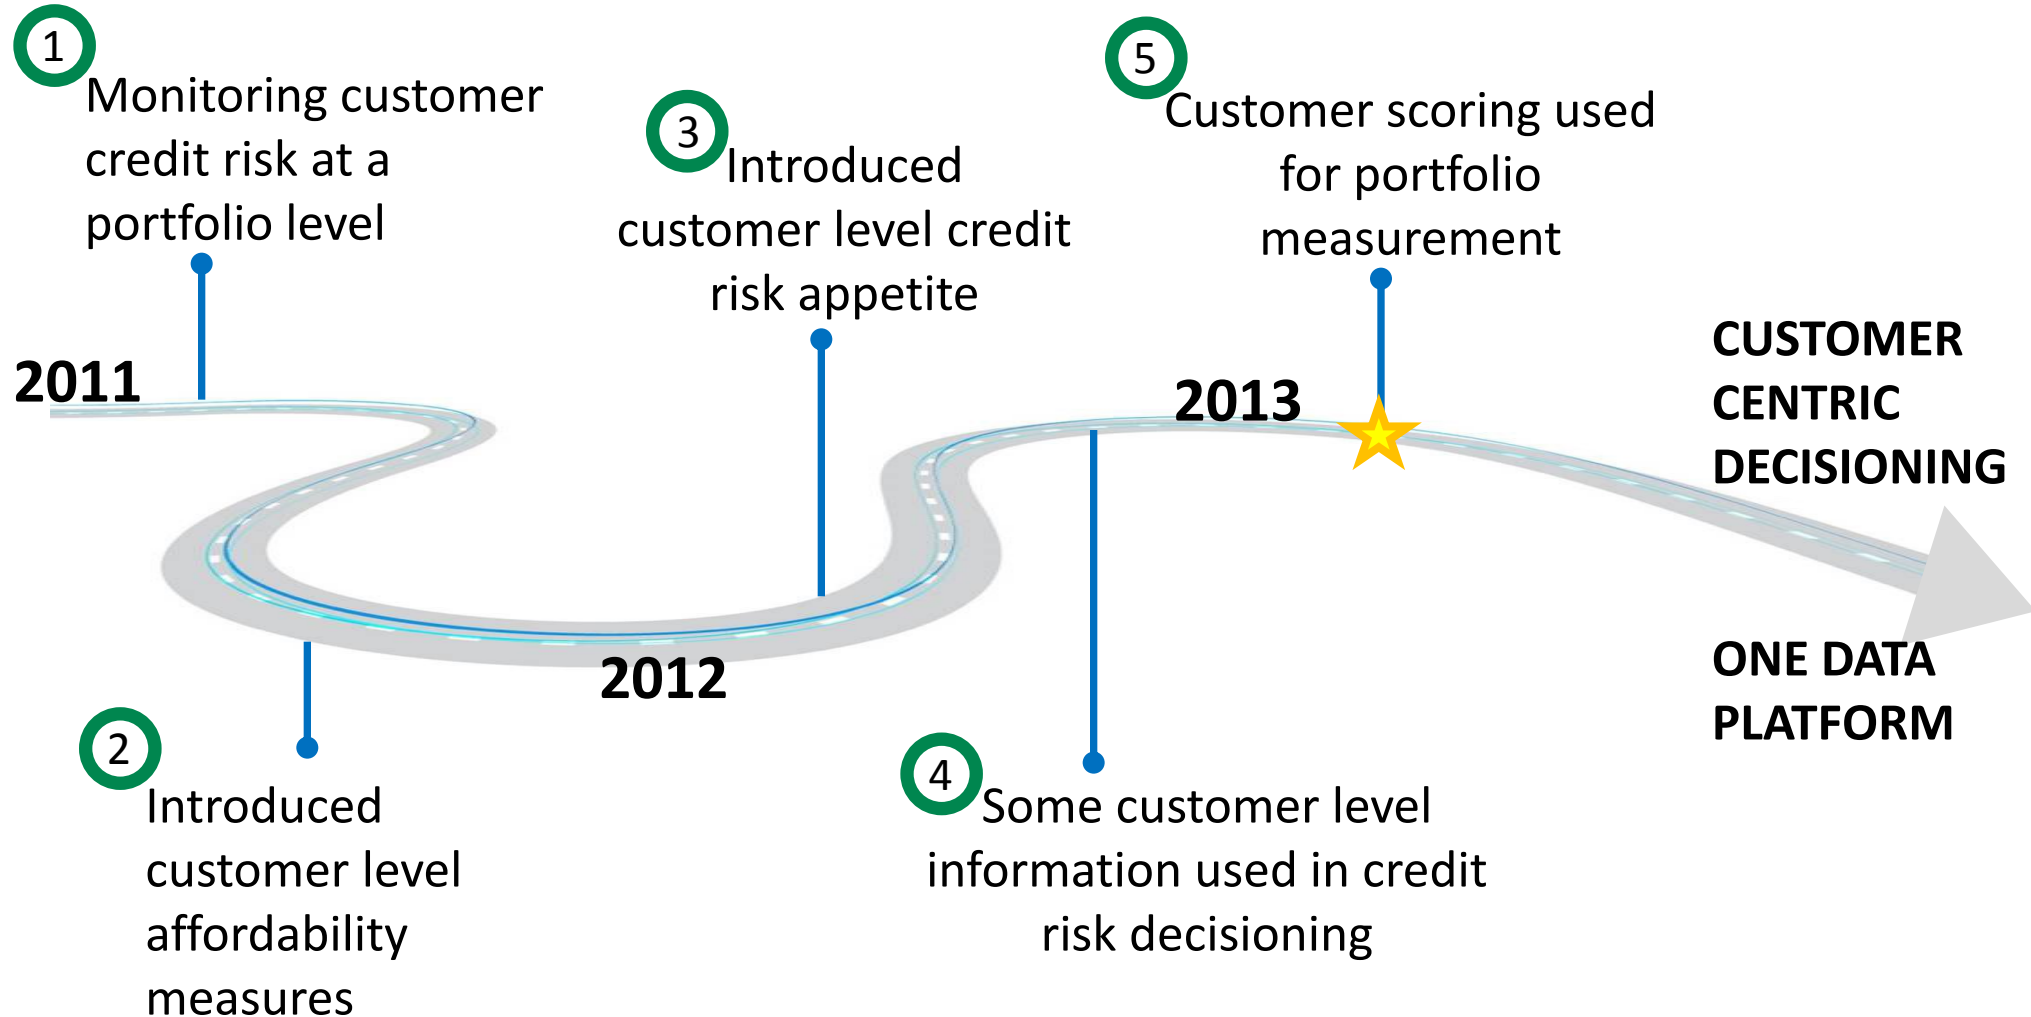 1
Monitoring customer
credit risk at a
portfolio level
2011
2
Introduced
customer level
affordability
measures
3
Introduced
customer level credit
risk appetite
2012
4
Some customer level
information used in credit
risk decisioning
2013
5
Customer scoring used
for portfolio
measurement
CUSTOMER
CENTRIC
DECISIONING
ONE DATA
PLATFORM